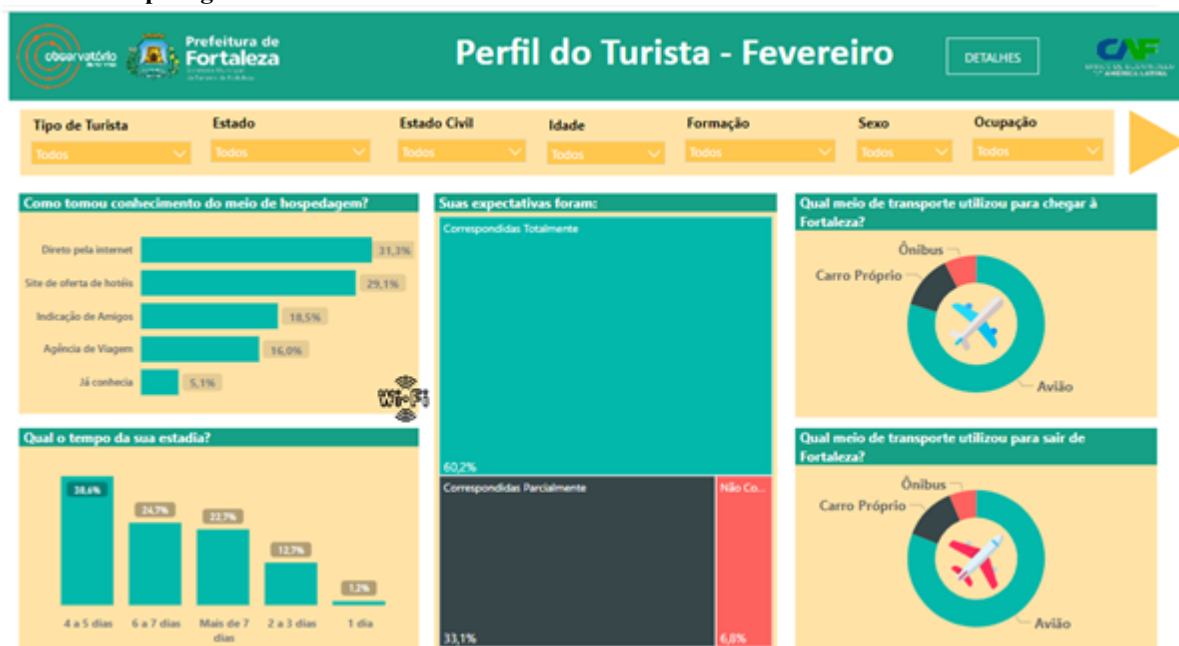 observatório
Prefeitura de
Fortaleza
Perfil do Turista - Fevereiro
DETALHES
CAF
AMÉRICA LATINA
Tipo de Turista
Estado
Estado Civil
Idade
Formação
Sexo
Ocupação
Todos
Todos
Todos
Todos
Todos
Todos
Todos
Como tomou conhecimento do meio de hospedagem?
Direto pela internet
31,3%
Site de oferta de hotéis
29,1%
Indicação de Amigos
18,5%
Agência de Viagem
16,0%
Já conhecia
5,1%
Qual o tempo da sua estadia?
38,6%
24,7%
22,7%
12,7%
1,2%
4 a 5 dias
6 a 7 dias
Mais de 7
dias
2 a 3 dias
1 dia
Suas expectativas foram:
Correspondidas Totalmente
60,2%
Correspondidas Parcialmente
33,1%
Não Co...
6,8%
Qual meio de transporte utilizou para chegar à
Fortaleza?
Ônibus
Carro Próprio
Avião
Qual meio de transporte utilizou para sair de
Fortaleza?
Ônibus
Carro Próprio
Avião